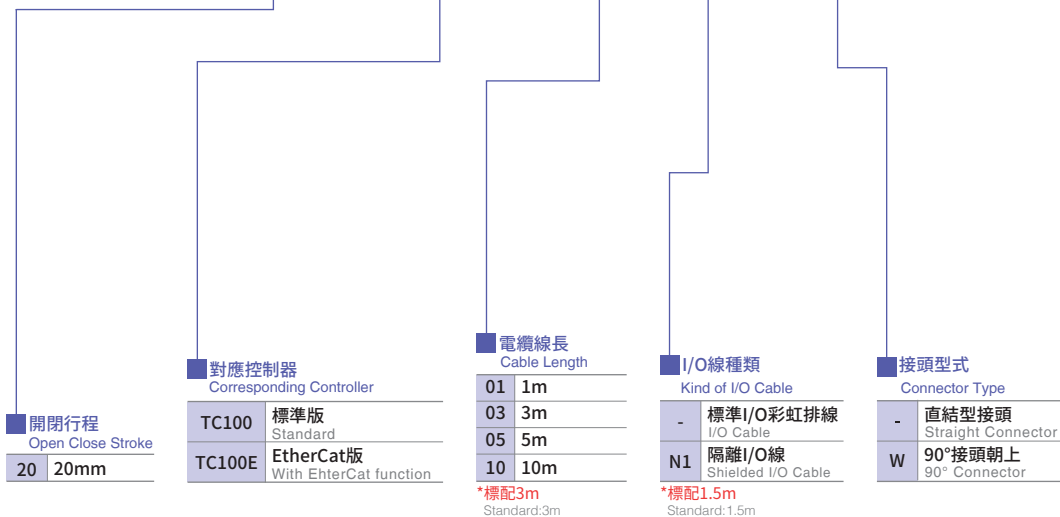 開閉行程
Open Close Stroke
20 20mm
對應控制器
Corresponding Controller
TC100 標準版
Standard
TC100E EtherCat版
With EhterCat function
電纜線長
Cable Length
01 1m
03 3m
05 5m
10 10m
*標配3m
Standard:3m
I/O線種類
Kind of I/O Cable
- 標準I/O彩虹排線
I/O Cable
N1 隔離I/O線
Shielded I/O Cable
*標配1.5m
Standard:1.5m
接頭型式
Connector Type
- 直結型接頭
Straight Connector
W 90°接頭朝上
90° Connector